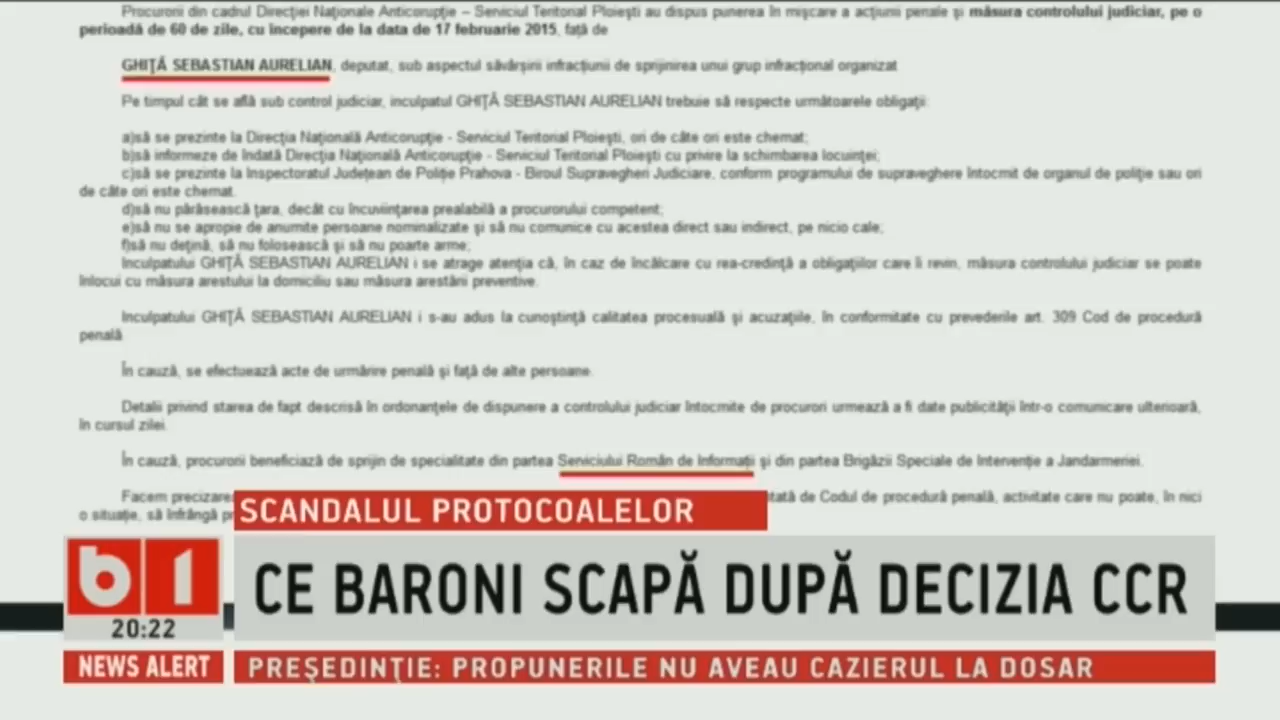 Procurorii din cadrul Direcţiei Naţionale Anticorupţie – Serviciul Teritorial Ploieşti au dispus punerea în mişcare a acţiunii penale şi măsura controlului judiciar, pe o
perioadă de 60 de zile, cu începere de la data de 17 februarie 2015, faţă de
GHIŢĂ SEBASTIAN AURELIAN, deputat, sub aspectul săvârşirii infracţiunii de sprijinirea unui grup infracţional organizat
Pe timpul cât se află sub control judiciar, inculpatul GHIŢĂ SEBASTIAN AURELIAN trebuie să respecte următoarele obligaţii:
a)să se prezinte la Direcţia Naţională Anticorupţie - Serviciul Teritorial Ploieşti, ori de câte ori este chemat;
b)să informeze de îndată Direcţia Naţională Anticorupţie - Serviciul Teritorial Ploieşti cu privire la schimbarea locuinţei;
c)să se prezinte la Inspectoratul Judeţean de Poliţie Prahova - Biroul Supravegheri Judiciare, conform programului de supraveghere întocmit de organul de poliţie sau ori
de câte ori este chemat.
d)să nu părăsească ţara, decât cu încuviinţarea prealabilă a procurorului competent;
e)să nu se apropie de anumite persoane nominalizate şi să nu comunice cu acestea direct sau indirect, pe nicio cale;
f)să nu deţină, să nu folosească şi să nu poarte arme;
Inculpatului GHIŢĂ SEBASTIAN AURELIAN i se atrage atenţia că, în caz de încălcare cu rea-credinţă a obligaţiilor care îi revin, măsura controlului judiciar se poate
înlocui cu măsura arestului la domiciliu sau măsura arestării preventive.
Inculpatului GHIŢĂ SEBASTIAN AURELIAN i s-au adus la cunoştinţă calitatea procesuală şi acuzaţiile, în conformitate cu prevederile art. 309 Cod de procedură
penală
În cauză, se efectuează acte de urmărire penală şi faţă de alte persoane.
Detalii privind starea de fapt descrisă în ordonanţele de dispunere a controlului judiciar întocmite de procurori urmează a fi date publicităţii într-o comunicare ulterioară,
în cursul zilei.
În cauză, procurorii beneficiază de sprijin de specialitate din partea Serviciului Român de Informaţii şi din partea Brigăzii Speciale de Intervenţie a Jandarmeriei.
Facem de Codul de procedură penală, activitate care nu poate, în nici
o situaţie, să înfrângă
SCANDALUL PROTOCOALELOR
b1
CE BARONI SCAPĂ DUPĂ DECIZIA CCR
20:22
NEWS ALERT
PREŞEDINŢIE: PROPUNERILE NU AVEAU CAZIERUL LA DOSAR